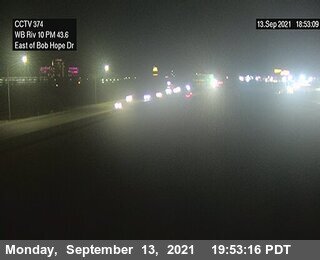 CCTV 374
WB Riv 10 PM 43.6
East of Bob Hope Dr
13.Sep 2021 18:53:09
Monday, September 13, 2021 19:53:16 PDT